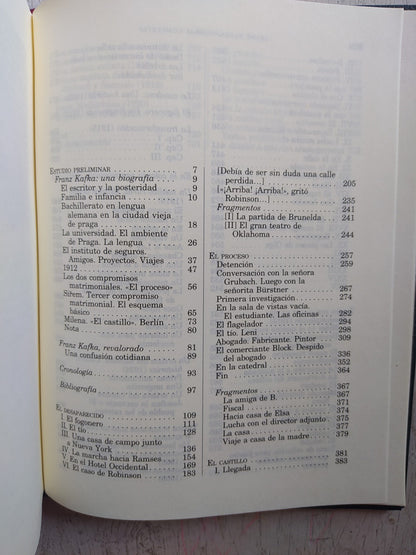 ESTUDIO PRELIMINAR 7
Franz Kafka: una biografía 9
El escritor y la posteridad 9
Familia e infancia 10
Bachillerato en lengua
alemana en la ciudad vieja
de praga 18
La universidad. El ambiente
de Praga. La lengua 26
El instituto de seguros.
Amigos. Proyectos. Viajes 37
1912 47
Los dos compromisos
matrimoniales. «El proceso» 56
Siřem. Tercer compromiso
matrimonial. El esquema
básico 65
Milena. «El castillo». Berlín 73
Nota 80
Franz Kafka, revalorado 81
Una confusión cotidiana 89
Cronología 93
Bibliografía 97
EL DESAPARECIDO 109
I. El fogonero 111
II. El tío 128
III. Una casa de campo junto
a Nueva York 136
IV. La marcha hacia Ramses 154
V. En el Hotel Occidental 169
VI. El caso de Robinson 183
[Debía de ser sin duda una calle
perdida...] 205
[«¡Arriba! ¡Arriba!», gritó
Robinson...] 235
Fragmentos 241
[I] La partida de Brunelda 241
[II] El gran teatro de
Oklahoma 244
EL PROCESO 257
Detención 259
Conversación con la señora
Grubach. Luego con la
señorita Bürstner 267
Primera investigación 274
En la sala de vistas vacía.
El estudiante. Las oficinas 282
El flagelador 294
El tío. Leni 299
Abogado. Fabricante. Pintor 309
El comerciante Block. Despido
del abogado 336
En la catedral 352
Fin 364
Fragmentos 367
La amiga de B. 367
Fiscal 371
Hacia casa de Elsa 374
Lucha con el director adjunto 375
La casa 377
Viaje a casa de la madre 379
EL CASTILLO 381
I. Llegada 383